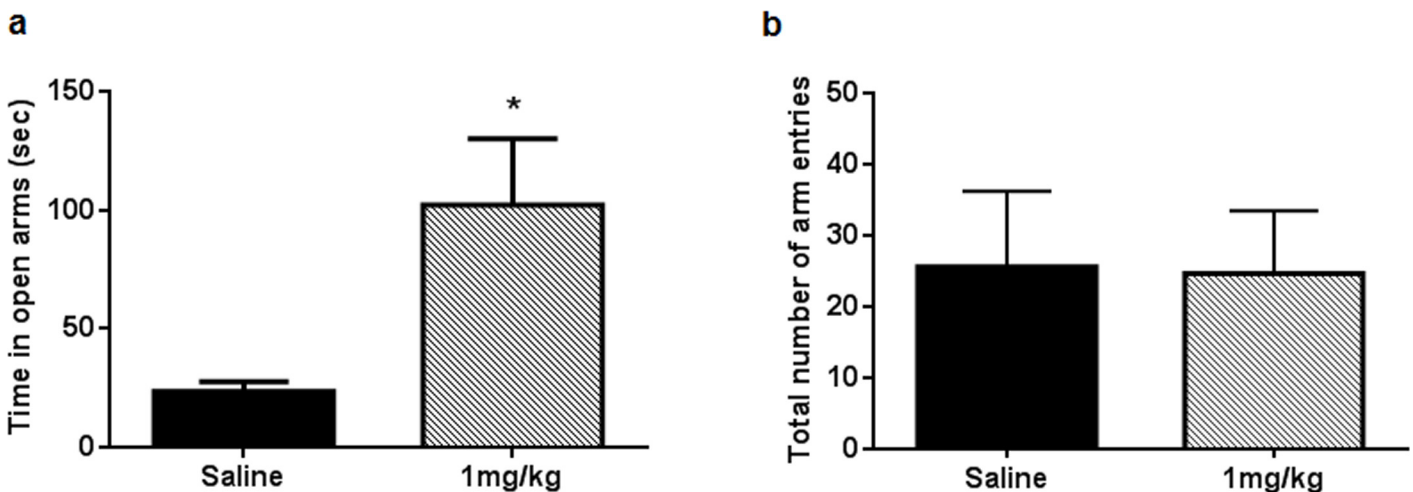 a
Time in open arms (sec)
150
100
50
0
*
Saline
1mg/kg
b
Total number of arm entries
50
40
30
20
10
0
Saline
1mg/kg